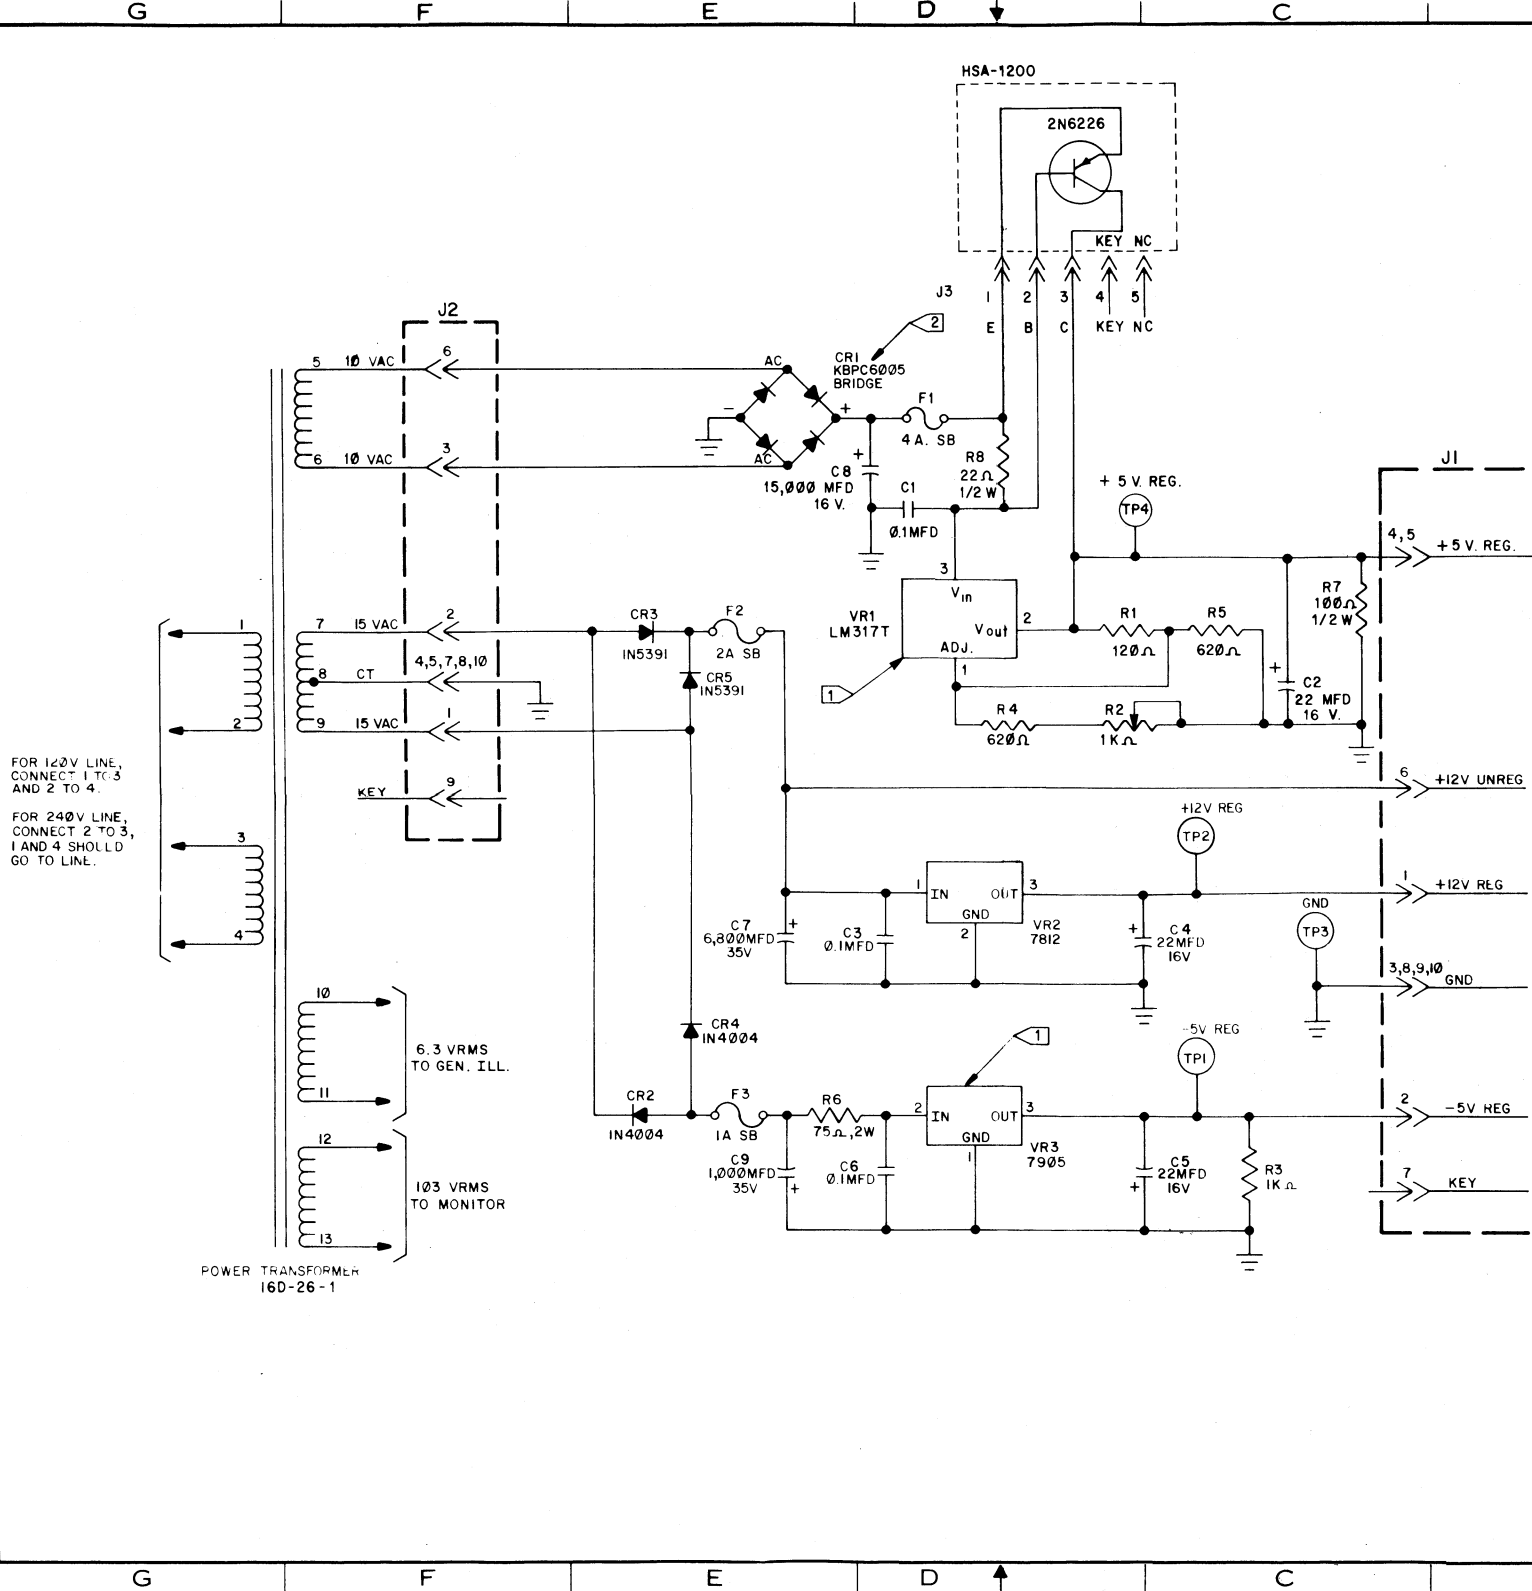 G F E D C
HSA-1200
2N6226
KEY NC
J3
1 2 3 4 5
E B C KEY NC
2
J2
5 10 VAC 6
AC
CR1
KBPC6005
BRIDGE
- +
F1
4 A. SB
6 10 VAC 3
AC
+
C8
15,000 MFD
16 V.
C1
0.1MFD
R8
22Ω
1/2 W
+ 5 V. REG.
TP4
J1
4,5
+ 5 V. REG.
3
Vin
VR1
LM317T
Vout
2
ADJ.
1
1
R1
120Ω
R5
620Ω
R7
100Ω
1/2 W
+
C2
22 MFD
16 V.
R4
620Ω
R2
1KΩ
7 15 VAC 2
CR3
1N5391
F2
2A SB
CR5
1N5391
8 CT 4,5,7,8,10
9 15 VAC 1
KEY 9
1
2
3
4
FOR 120V LINE,
CONNECT 1 TO 3
AND 2 TO 4.
FOR 240V LINE,
CONNECT 2 TO 3,
1 AND 4 SHOULD
GO TO LINE.
6
+12V UNREG
+12V REG
TP2
1 IN OUT 3
GND
2
VR2
7812
1
+12V REG
C7
6,800MFD
35V
+
C3
0.1MFD
+
C4
22MFD
16V
GND
TP3
3,8,9,10
GND
10
11
6.3 VRMS
TO GEN. ILL.
CR4
1N4004
1
-5V REG
TP1
CR2
1N4004
F3
1A SB
R6
75Ω,2W
2 IN OUT 3
GND
1
VR3
7905
2
-5V REG
C9
1,000MFD
35V
+
C6
0.1MFD
C5
22MFD
16V
+
R3
1KΩ
7
KEY
12
13
103 VRMS
TO MONITOR
POWER TRANSFORMER
16D-26-1
G F E D C